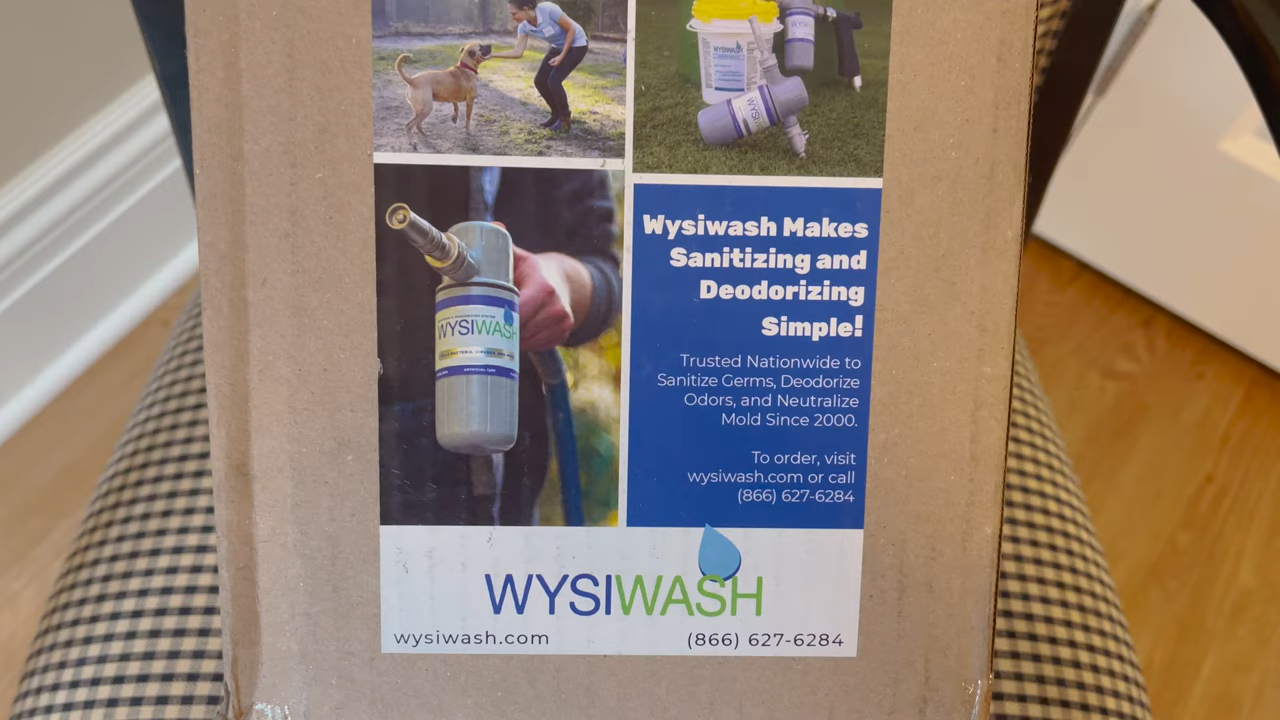 WYSIWASH
WYSIWASH
Wysiwash Makes
Sanitizing and
Deodorizing
Simple!
Trusted Nationwide to
Sanitize Germs, Deodorize
Odors, and Neutralize
Mold Since 2000.
To order, visit
wysiwash.com or call
(866) 627-6284
WYSIWASH
wysiwash.com
(866) 627-6284